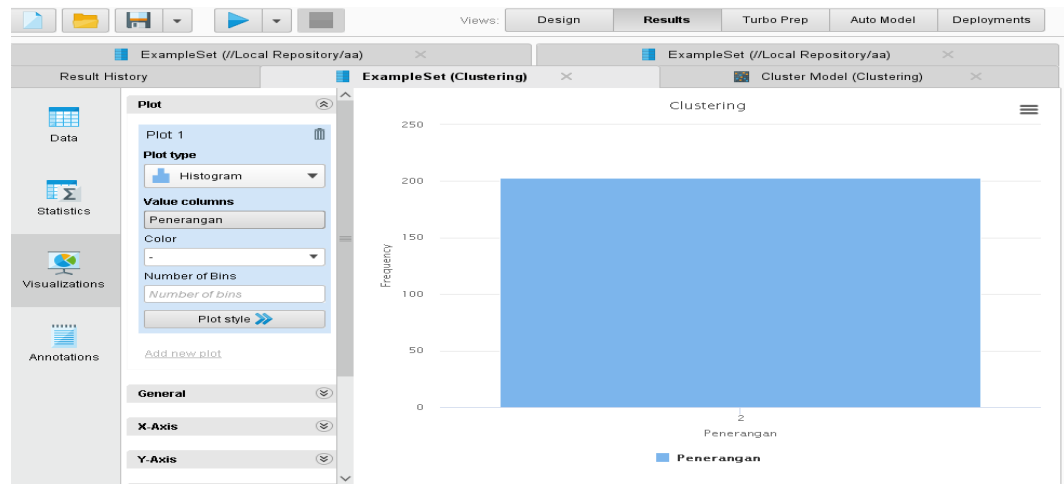 Views:
Design
Results
Turbo Prep
Auto Model
Deployments
ExampleSet (//Local Repository/aa)
ExampleSet (//Local Repository/aa)
Result History
ExampleSet (Clustering)
Cluster Model (Clustering)
Data
Statistics
Visualizations
Annotations
Plot
Plot 1
Plot type
Histogram
Value columns
Penerangan
Color
-
Number of Bins
Number of bins
Plot style
Add new plot
General
X-Axis
Y-Axis
Clustering
250
200
150
100
50
0
Frequency
2
Penerangan
Penerangan